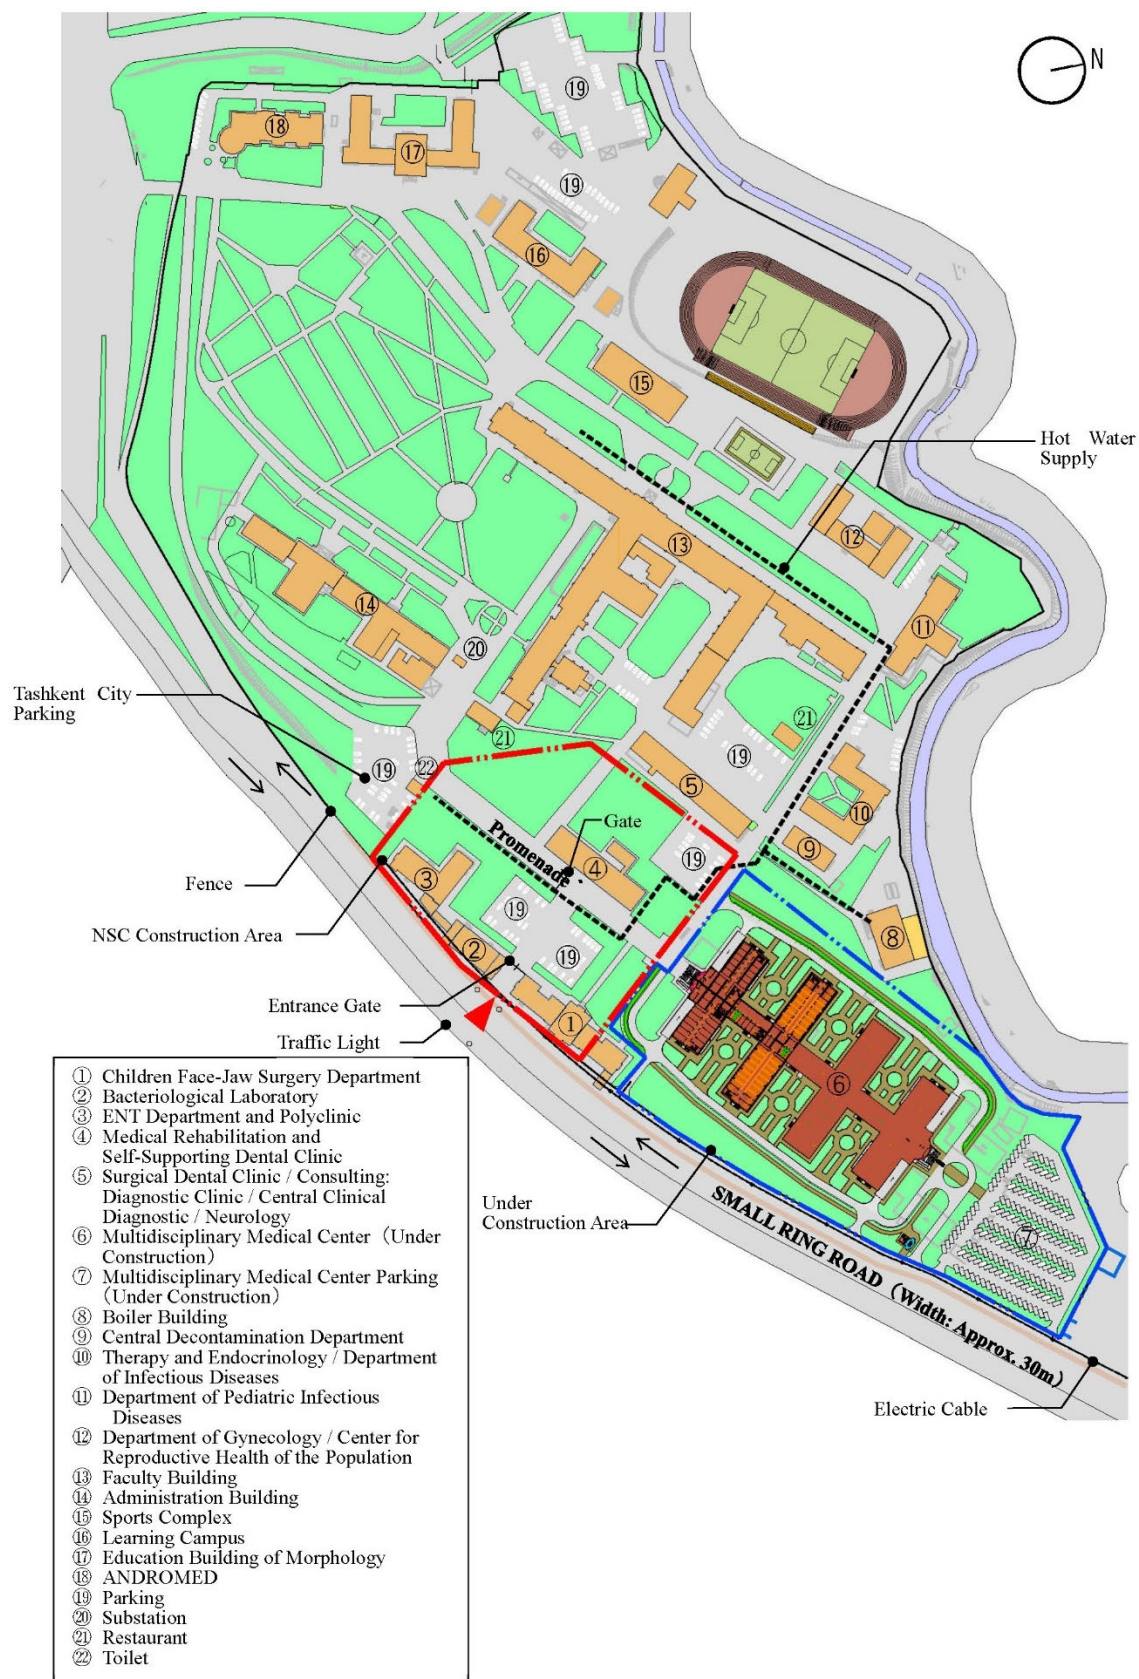 N
⑲
⑱
⑰
⑲
⑯
⑮
Hot Water
Supply
⑫
⑬
⑪
⑭
⑳
Tashkent City
Parking
㉑
㉑
⑲
⑲
㉒
⑤
⑩
Gate
Promenade
④
⑨
⑲
③
Fence
⑲
NSC Construction Area
⑧
②
⑲
Entrance Gate
①
Traffic Light
⑥
Under
Construction Area
⑦
SMALL RING ROAD (Width: Approx. 30m)
Electric Cable
① Children Face-Jaw Surgery Department
② Bacteriological Laboratory
③ ENT Department and Polyclinic
④ Medical Rehabilitation and
Self-Supporting Dental Clinic
⑤ Surgical Dental Clinic / Consulting:
Diagnostic Clinic / Central Clinical
Diagnostic / Neurology
⑥ Multidisciplinary Medical Center (Under
Construction)
⑦ Multidisciplinary Medical Center Parking
(Under Construction)
⑧ Boiler Building
⑨ Central Decontamination Department
⑩ Therapy and Endocrinology / Department
of Infectious Diseases
⑪ Department of Pediatric Infectious
Diseases
⑫ Department of Gynecology / Center for
Reproductive Health of the Population
⑬ Faculty Building
⑭ Administration Building
⑮ Sports Complex
⑯ Learning Campus
⑰ Education Building of Morphology
⑱ ANDROMED
⑲ Parking
⑳ Substation
㉑ Restaurant
㉒ Toilet